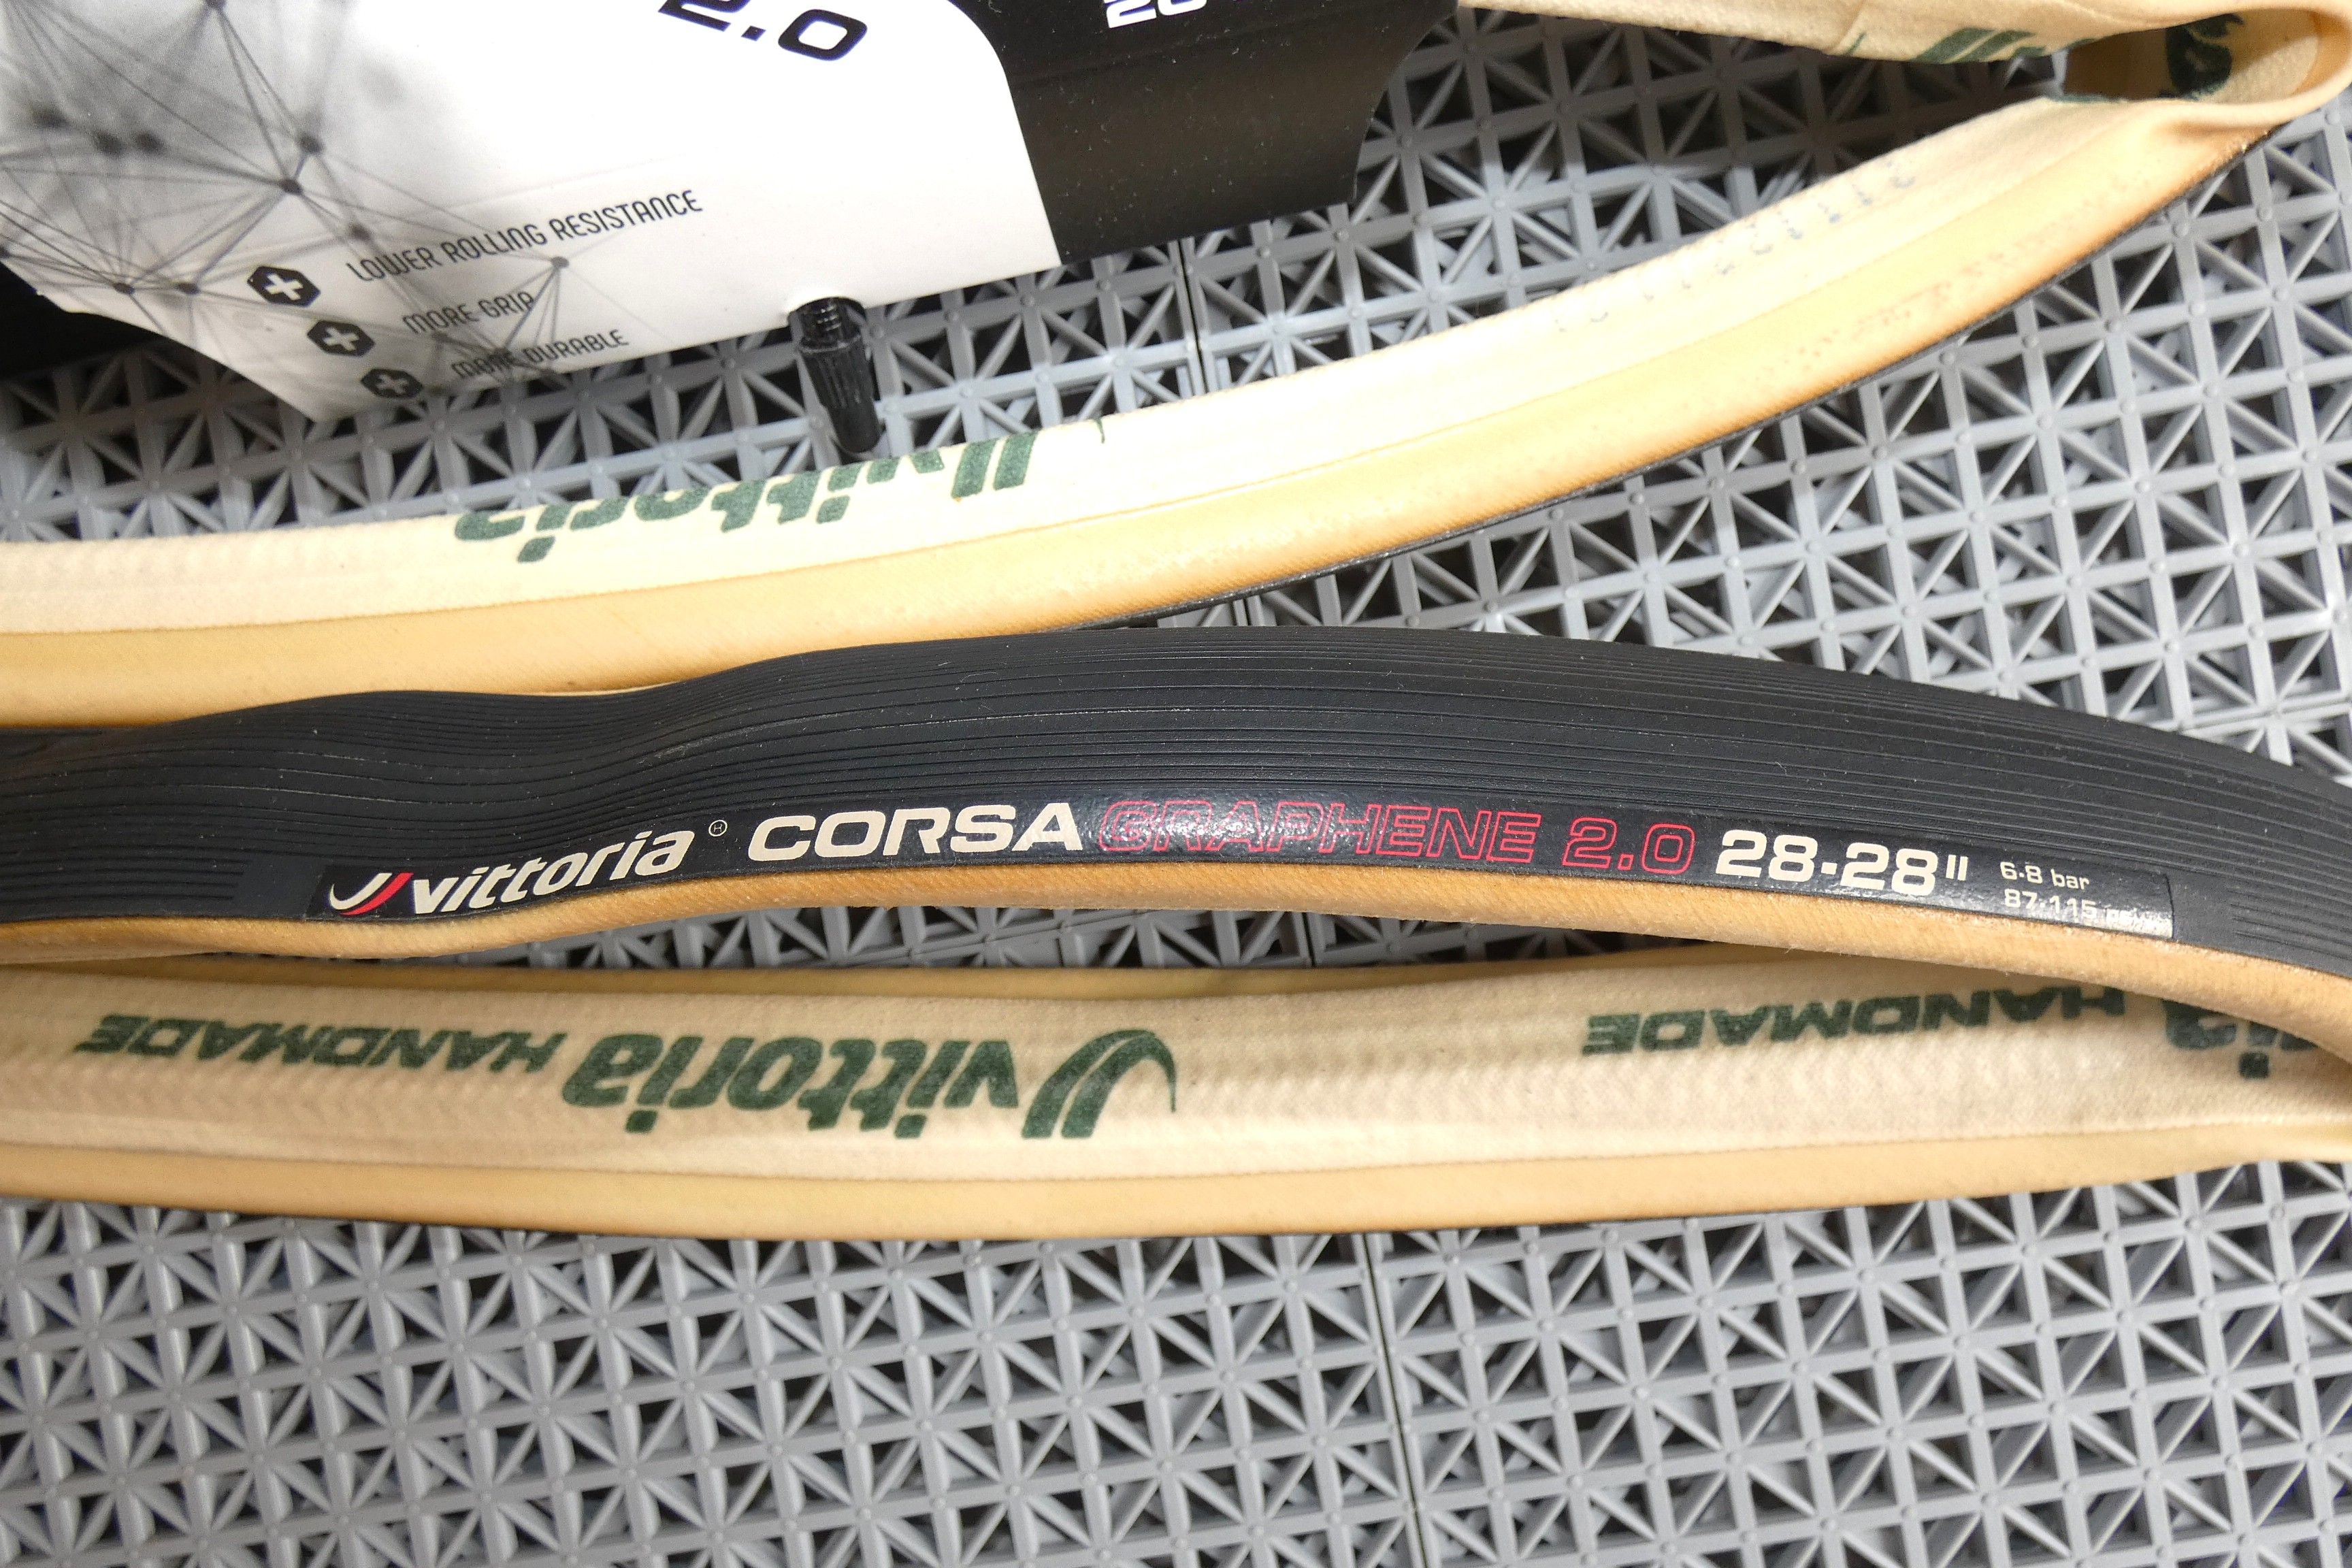 2.0
20
LOWER ROLLING RESISTANCE
MORE GRIP
MORE DURABLE
vittoria
vittoria CORSA GRAPHENE 2.0 28-28" 6-8 bar
87-115 psi
vittoria HANDMADE
HANDMADE